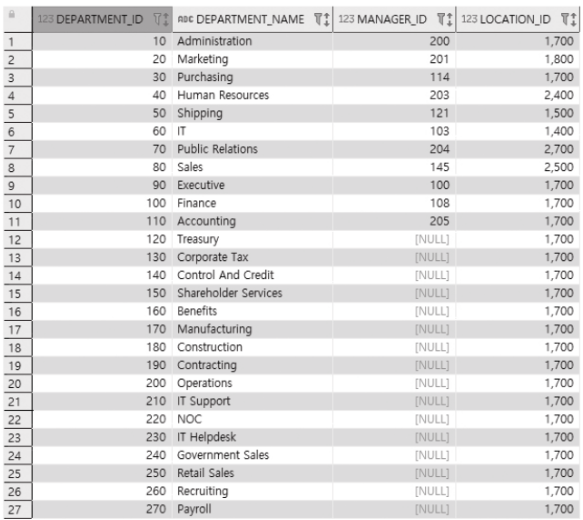 123 DEPARTMENT_ID ABC DEPARTMENT_NAME 123 MANAGER_ID 123 LOCATION_ID
1 10 Administration 200 1,700
2 20 Marketing 201 1,800
3 30 Purchasing 114 1,700
4 40 Human Resources 203 2,400
5 50 Shipping 121 1,500
6 60 IT 103 1,400
7 70 Public Relations 204 2,700
8 80 Sales 145 2,500
9 90 Executive 100 1,700
10 100 Finance 108 1,700
11 110 Accounting 205 1,700
12 120 Treasury [NULL] 1,700
13 130 Corporate Tax [NULL] 1,700
14 140 Control And Credit [NULL] 1,700
15 150 Shareholder Services [NULL] 1,700
16 160 Benefits [NULL] 1,700
17 170 Manufacturing [NULL] 1,700
18 180 Construction [NULL] 1,700
19 190 Contracting [NULL] 1,700
20 200 Operations [NULL] 1,700
21 210 IT Support [NULL] 1,700
22 220 NOC [NULL] 1,700
23 230 IT Helpdesk [NULL] 1,700
24 240 Government Sales [NULL] 1,700
25 250 Retail Sales [NULL] 1,700
26 260 Recruiting [NULL] 1,700
27 270 Payroll [NULL] 1,700